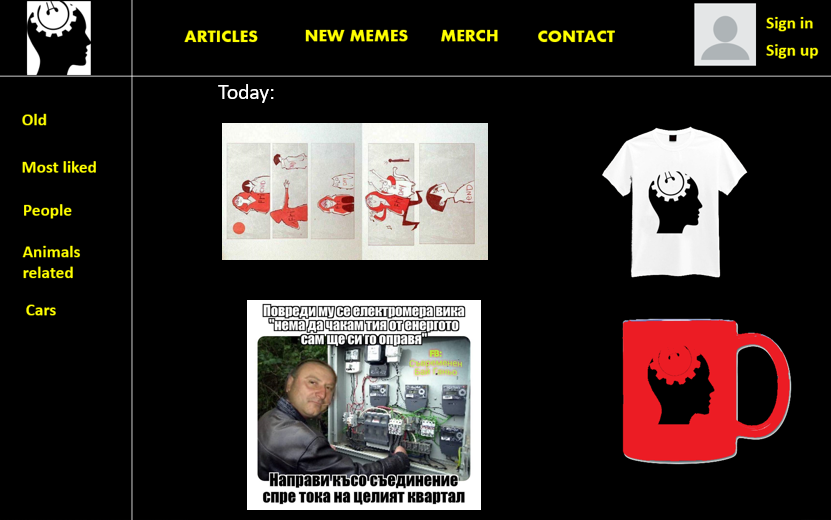 ARTICLES
NEW MEMES
MERCH
CONTACT
Sign in
Sign up
Old
Most liked
People
Animals
related
Cars
Today:
Повреди му се електромера вика
"нема да чакам тия от енергото
сам ще си го оправя"
FB:
Направи късо съединение
спре тока на целият квартал